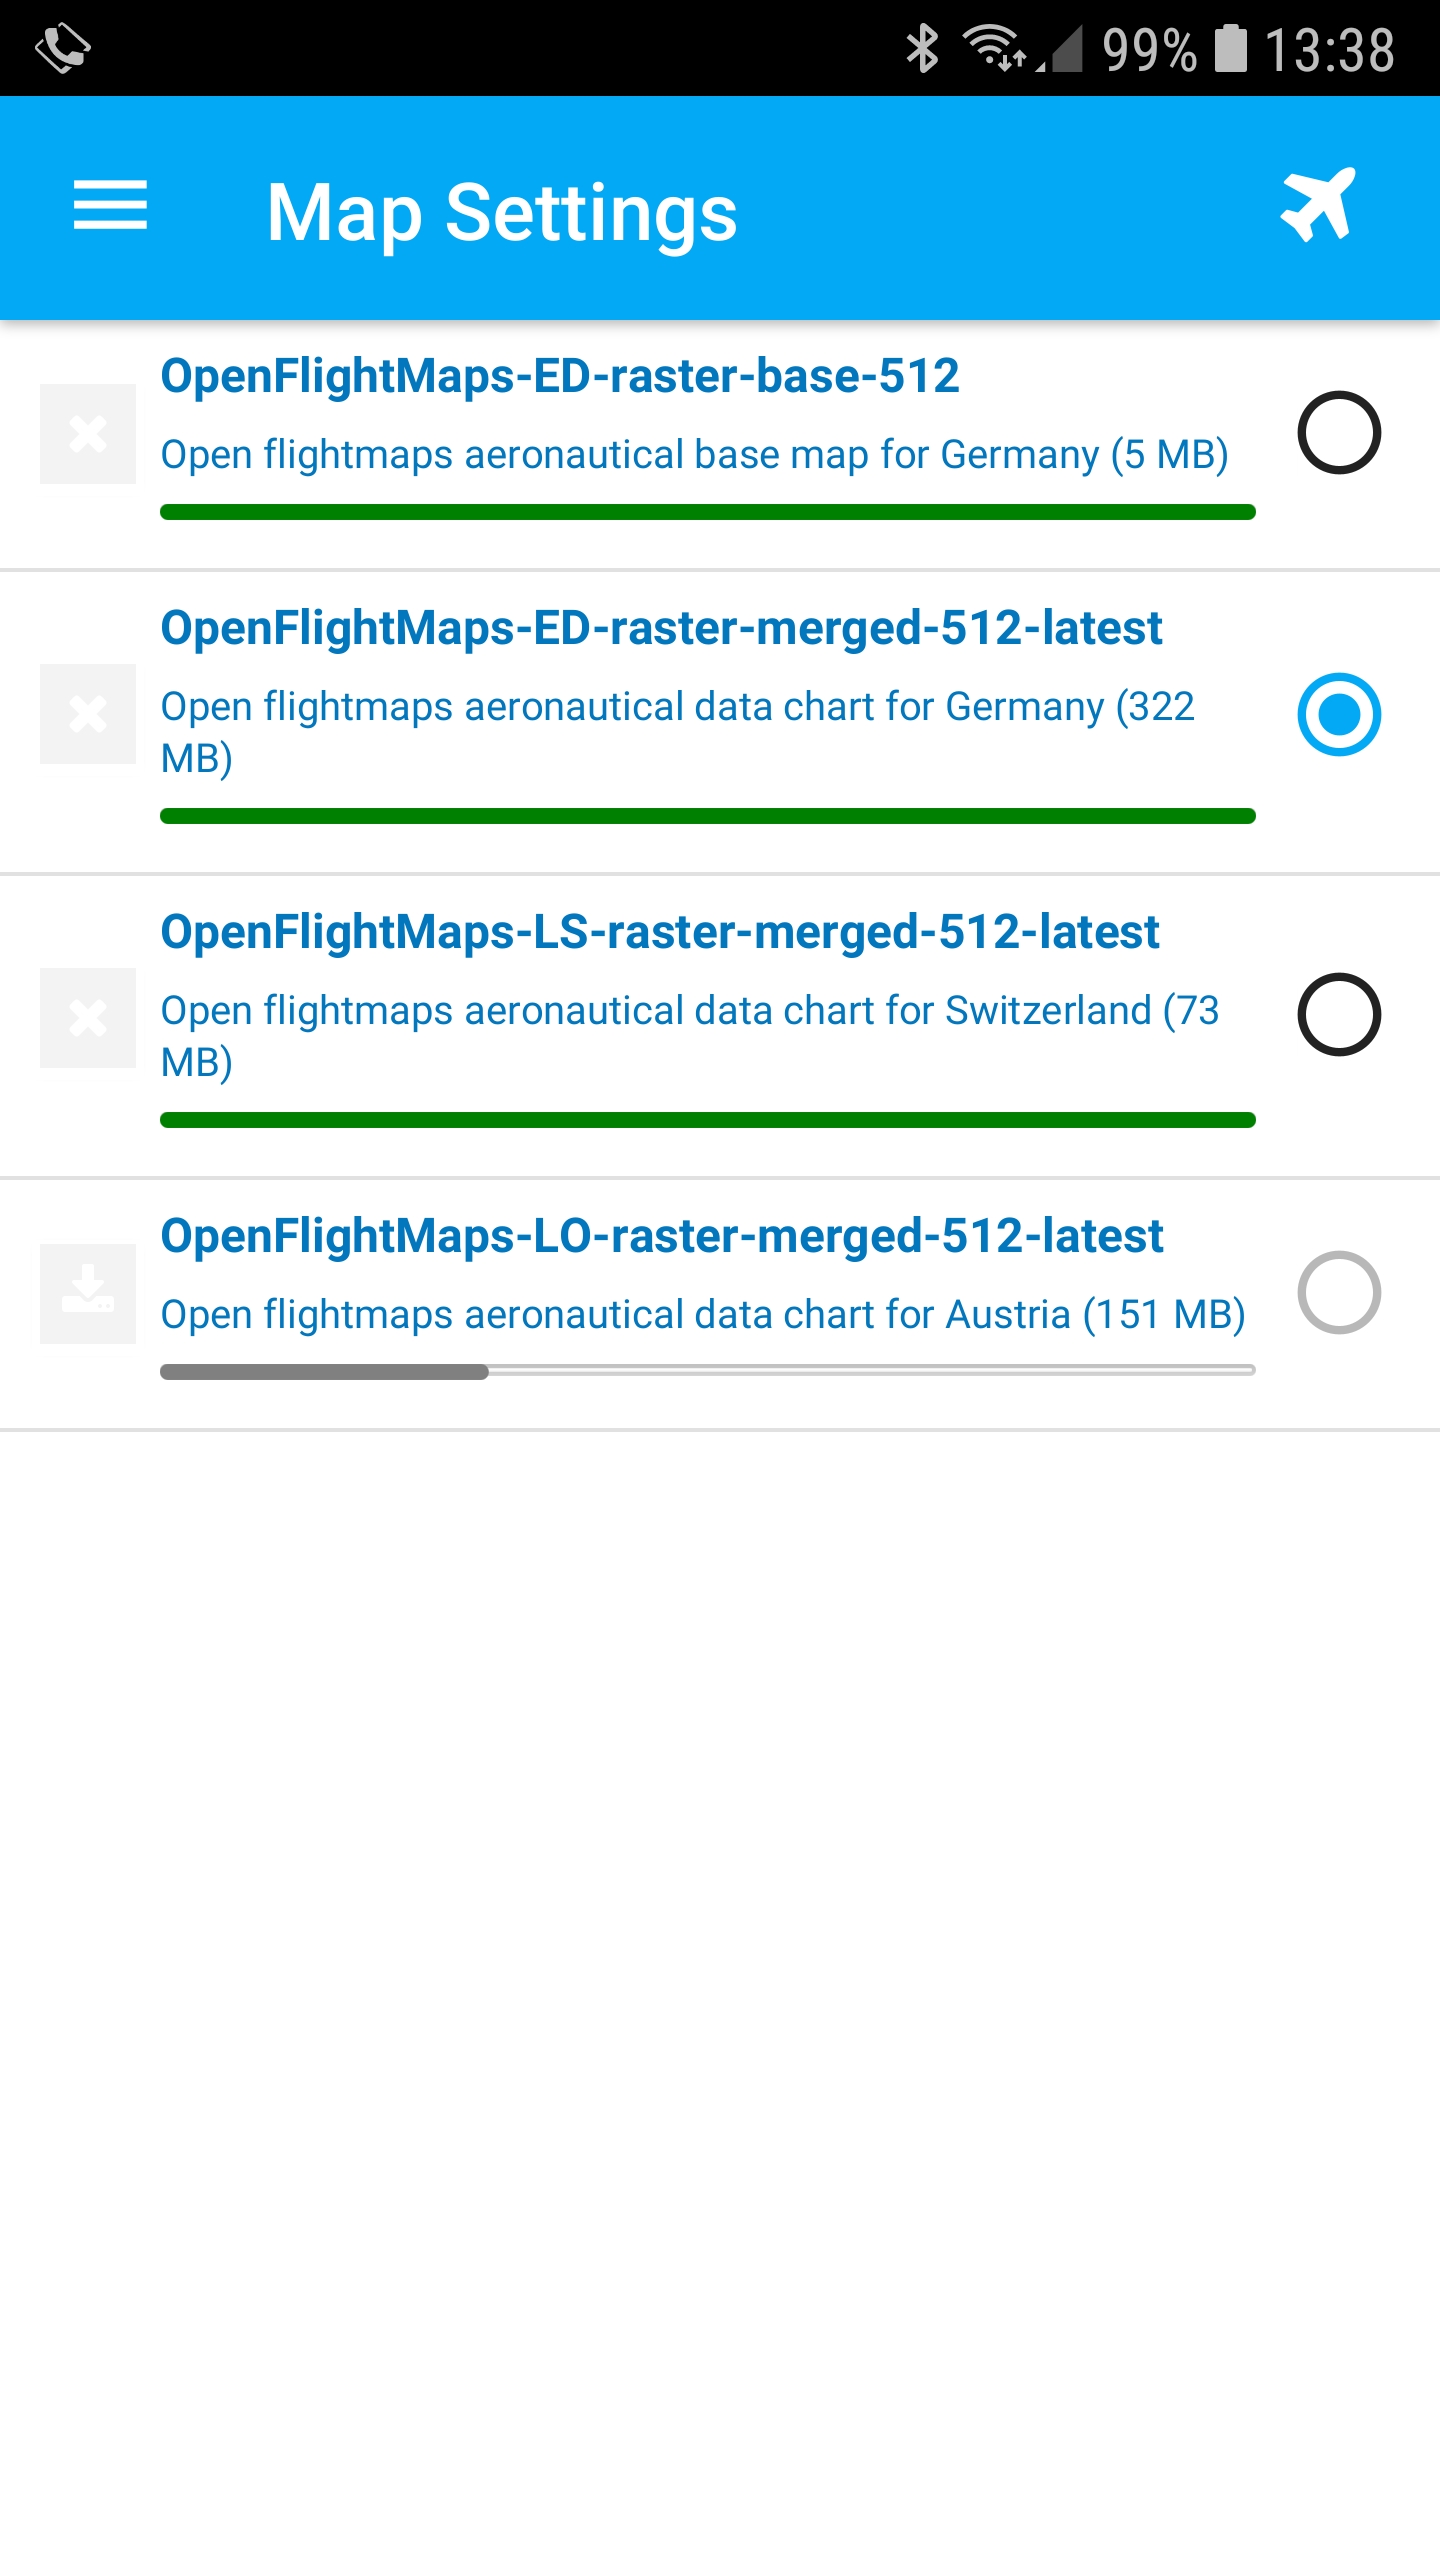 99% 13:38
Map Settings
OpenFlightMaps-ED-raster-base-512
Open flightmaps aeronautical base map for Germany (5 MB)
OpenFlightMaps-ED-raster-merged-512-latest
Open flightmaps aeronautical data chart for Germany (322
MB)
OpenFlightMaps-LS-raster-merged-512-latest
Open flightmaps aeronautical data chart for Switzerland (73
MB)
OpenFlightMaps-LO-raster-merged-512-latest
Open flightmaps aeronautical data chart for Austria (151 MB)